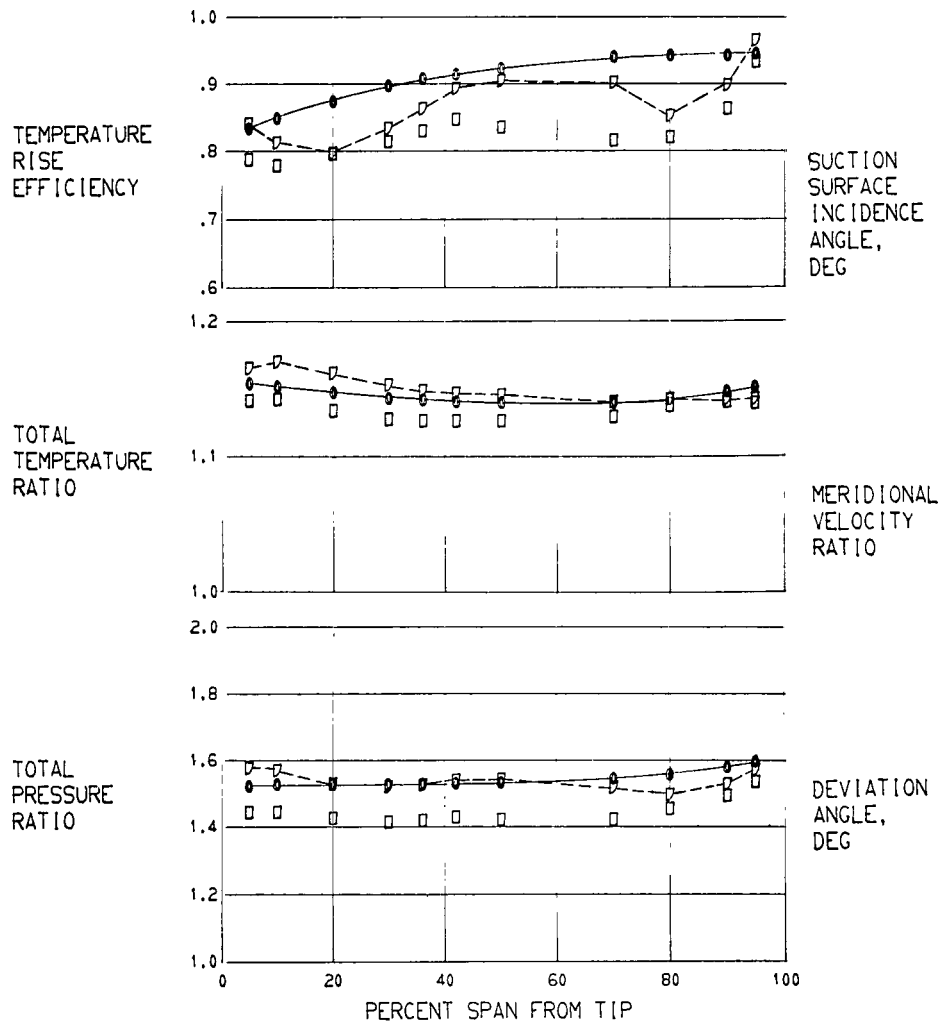 1.0
.9
.8
.7
.6
TEMPERATURE
RISE
EFFICIENCY
SUCTION
SURFACE
INCIDENCE
ANGLE,
DEG
1.2
1.1
1.0
TOTAL
TEMPERATURE
RATIO
MERIDIONAL
VELOCITY
RATIO
2.0
1.8
1.6
1.4
1.2
1.0
TOTAL
PRESSURE
RATIO
DEVIATION
ANGLE,
DEG
0 20 40 60 80 100
PERCENT SPAN FROM TIP